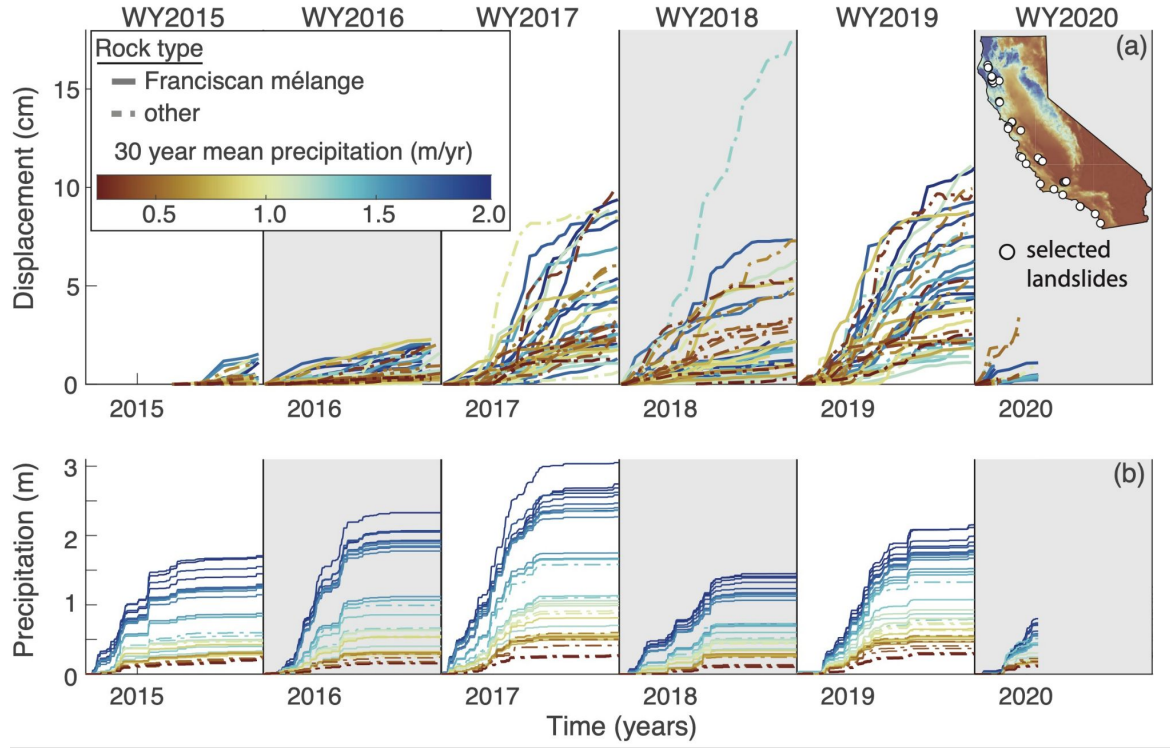 WY2015 WY2016 WY2017 WY2018 WY2019 WY2020
(a)
Rock type
Franciscan mélange
other
30 year mean precipitation (m/yr)
0.5 1.0 1.5 2.0
Displacement (cm)
15
10
5
0
selected
landslides
2015 2016 2017 2018 2019 2020
(b)
Precipitation (m)
3
2
1
0
2015 2016 2017 2018 2019 2020
Time (years)